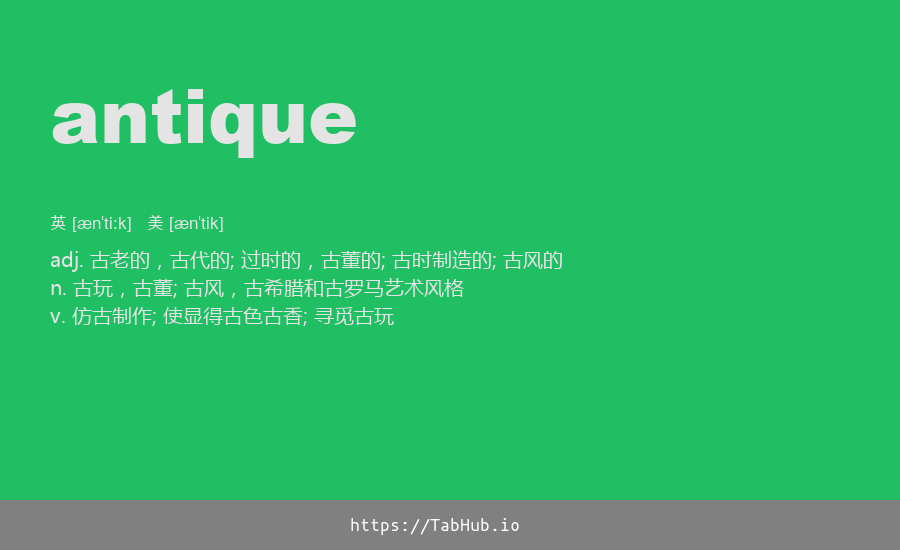 antique
英 [æn'ti:k] 美 [æn'tik]
adj. 古老的，古代的; 过时的，古董的; 古时制造的; 古风的
n. 古玩，古董; 古风，古希腊和古罗马艺术风格
v. 仿古制作; 使显得古色古香; 寻觅古玩
https://TabHub.io